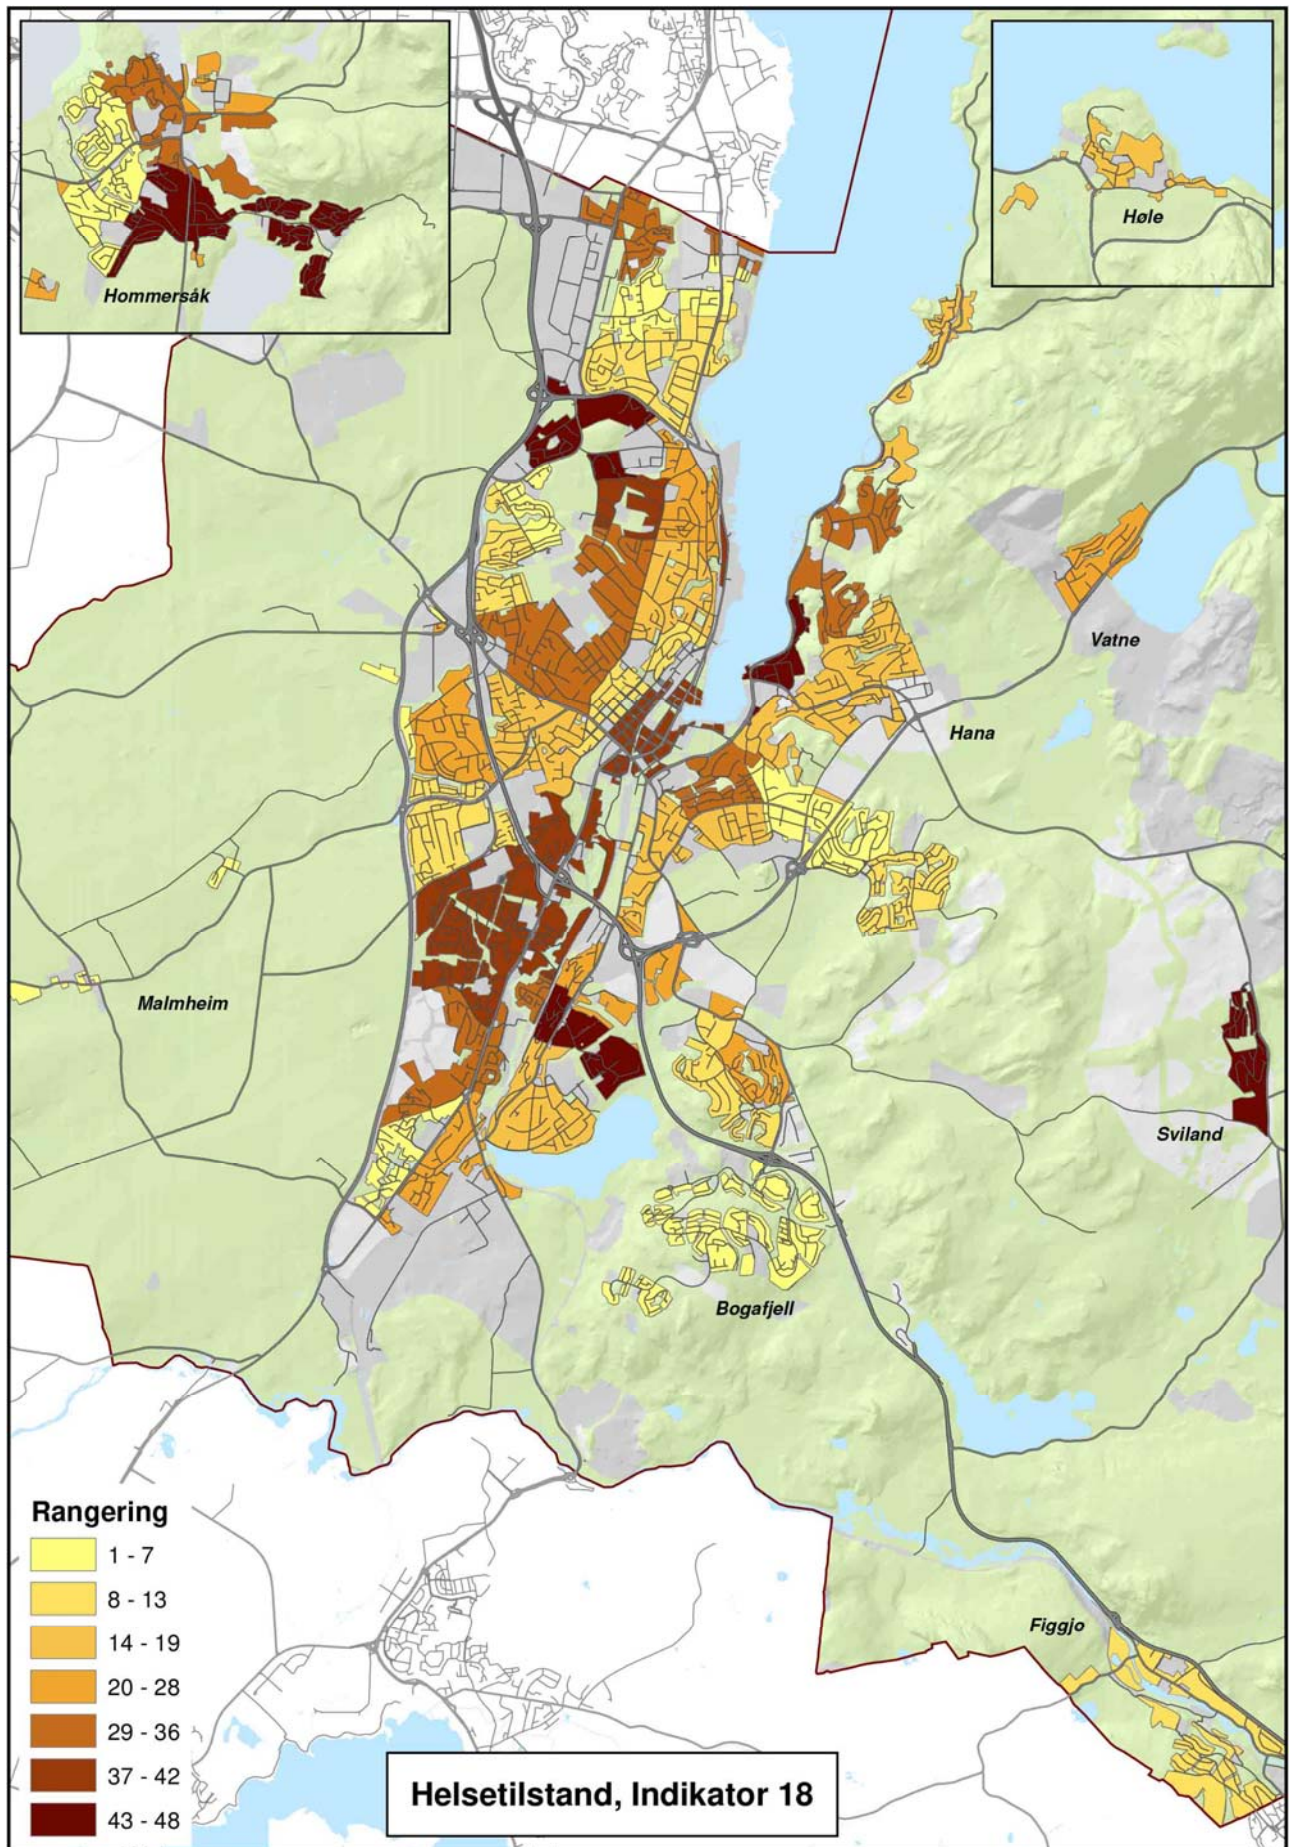 Hommersåk
Høle
Vatne
Hana
Malmheim
Sviland
Bogafjell
Figgjo
Rangering
1 - 7
8 - 13
14 - 19
20 - 28
29 - 36
37 - 42
43 - 48
Helsetilstand, Indikator 18